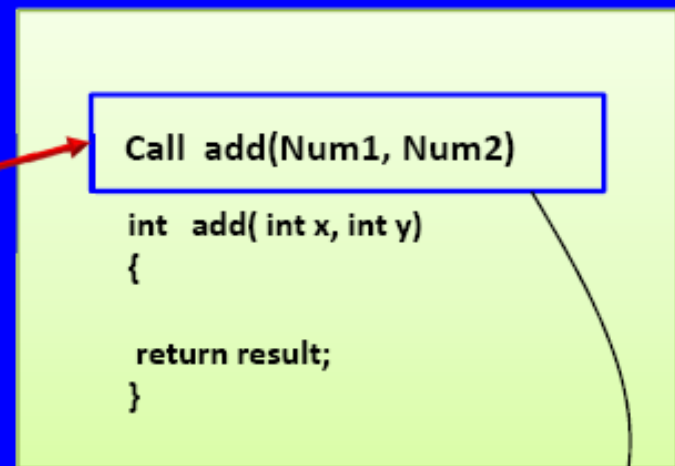 Call add(Num1, Num2)
int add( int x, int y)
{
return result;
}